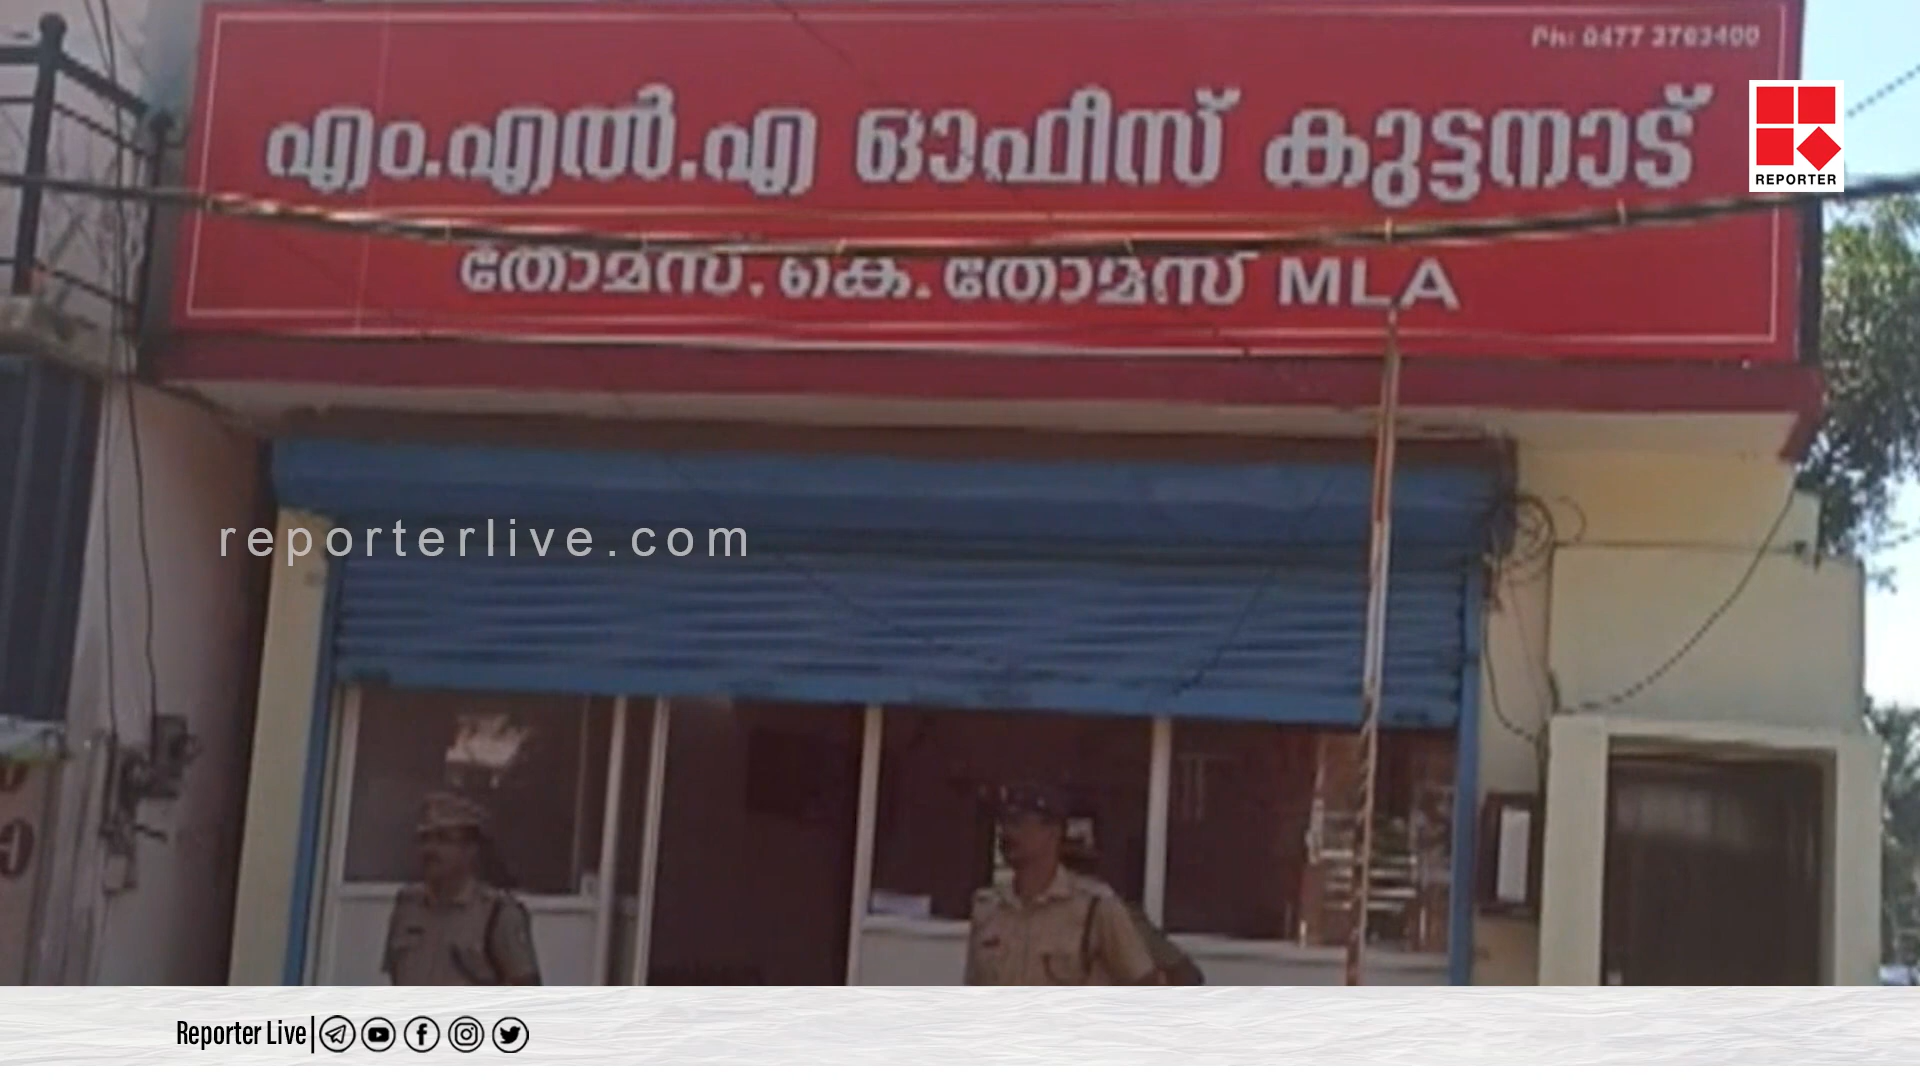 Ph: 0477 2763400
എം.എൽ.എ ഓഫീസ് കുട്ടനാട്
തോമസ്.കെ.തോമസ് MLA
REPORTER
reporterlive.com
Reporter Live